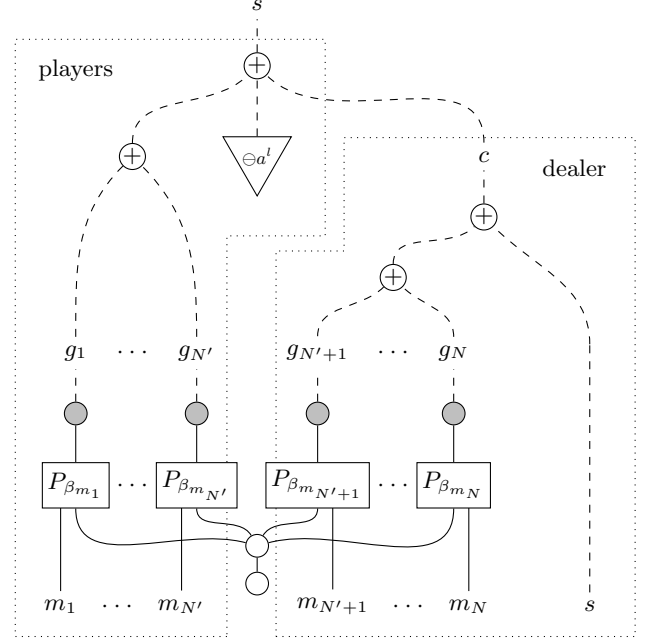 s
players
+
+
⊖a^l
c
dealer
+
+
g_1 ⋯ g_{N'} g_{N'+1} ⋯ g_N
P_{β_{m_1}} ⋯ P_{β_{m_{N'}}} P_{β_{m_{N'+1}}} ⋯ P_{β_{m_N}}
m_1 ⋯ m_{N'} m_{N'+1} ⋯ m_N s